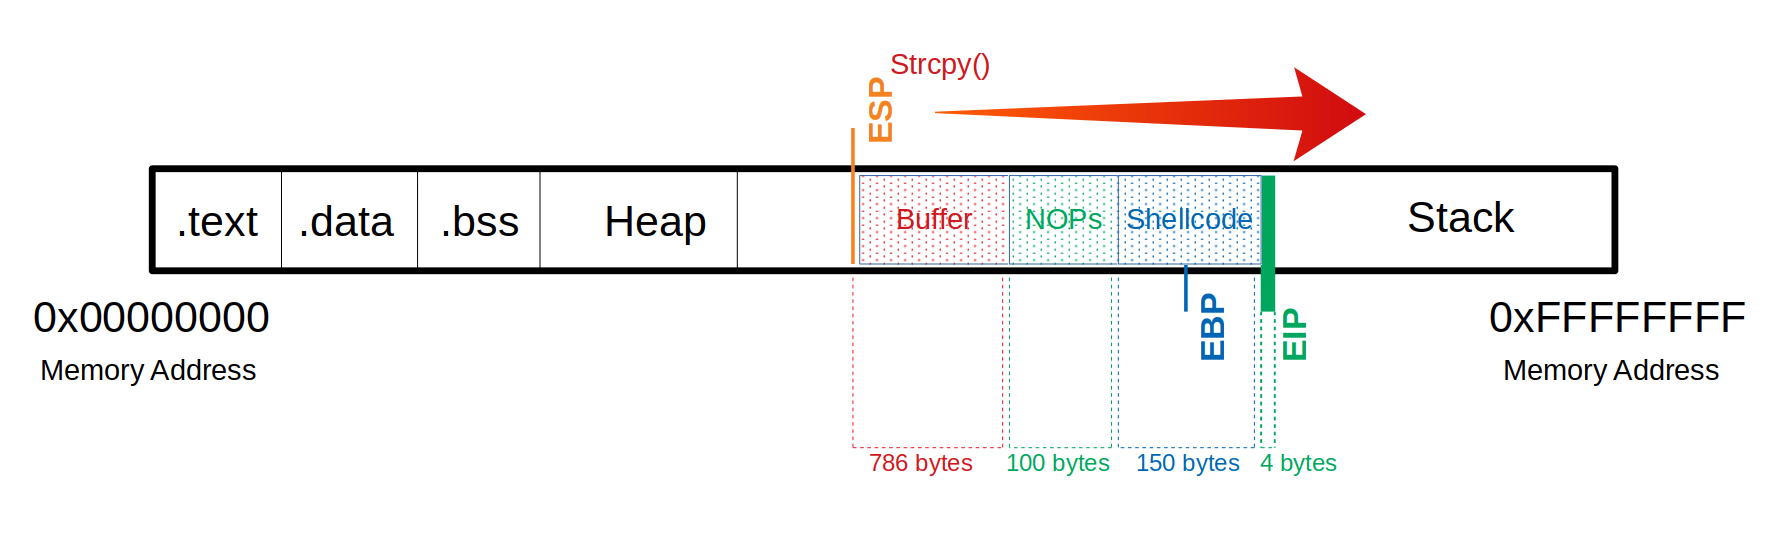 Strcpy()
ESP
.text
.data
.bss
Heap
Buffer
NOPs
Shellcode
Stack
0x00000000
Memory Address
EBP
EIP
0xFFFFFFFF
Memory Address
786 bytes
100 bytes
150 bytes
4 bytes